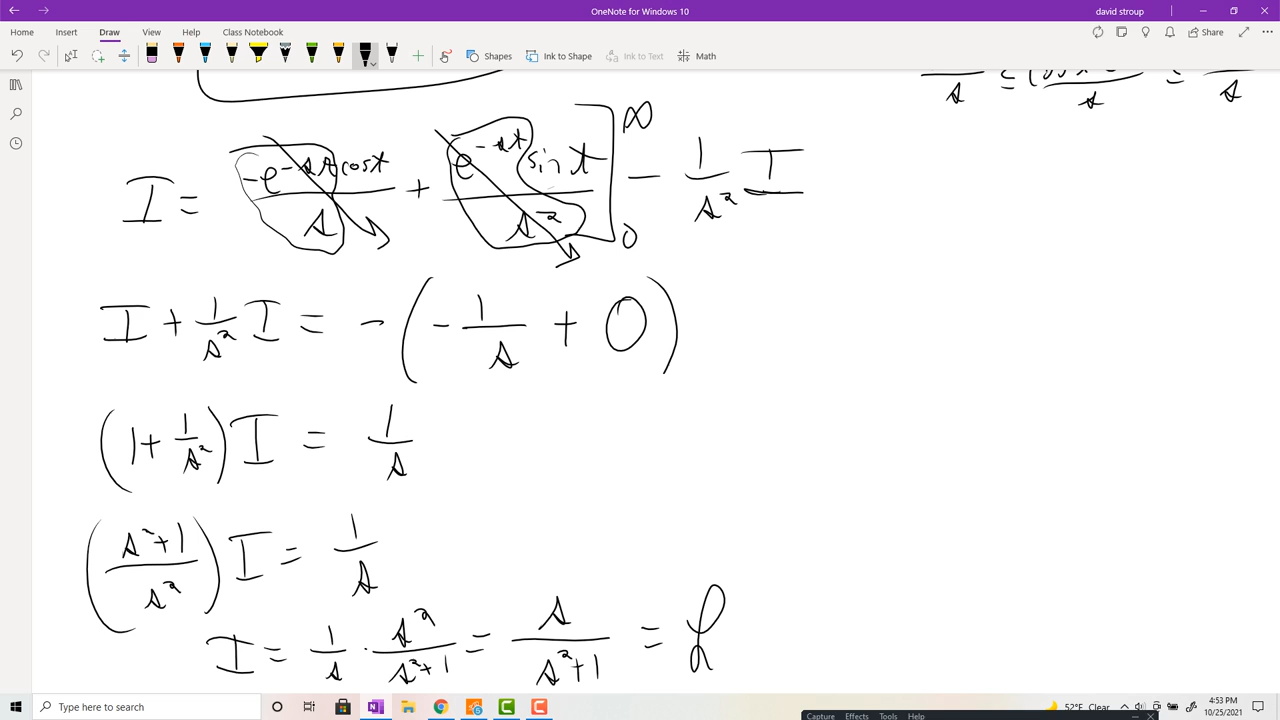 OneNote for Windows 10
david stroup
Home Insert Draw View Help Class Notebook
Share
Shapes Ink to Shape Ink to Text Math
I = -e^{-st} cos t / s + e^{-st} sin t / s² ]_0^∞ - 1/s² I
I + 1/s² I = - ( - 1/s + 0 )
( 1 + 1/s² ) I = 1/s
( s²+1 / s² ) I = 1/s
I = 1/s · s² / s²+1 = s / s²+1 = ℒ
Type here to search
52°F Clear
4:53 PM
10/25/2021
Capture Effects Tools Help